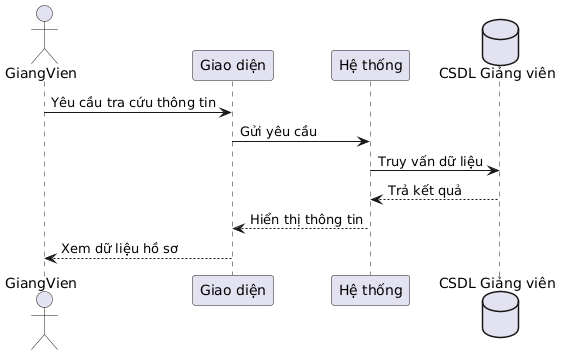 GiangVien
Giao diện
Hệ thống
CSDL Giảng viên
Yêu cầu tra cứu thông tin
Gửi yêu cầu
Truy vấn dữ liệu
Trả kết quả
Hiển thị thông tin
Xem dữ liệu hồ sơ
GiangVien
Giao diện
Hệ thống
CSDL Giảng viên